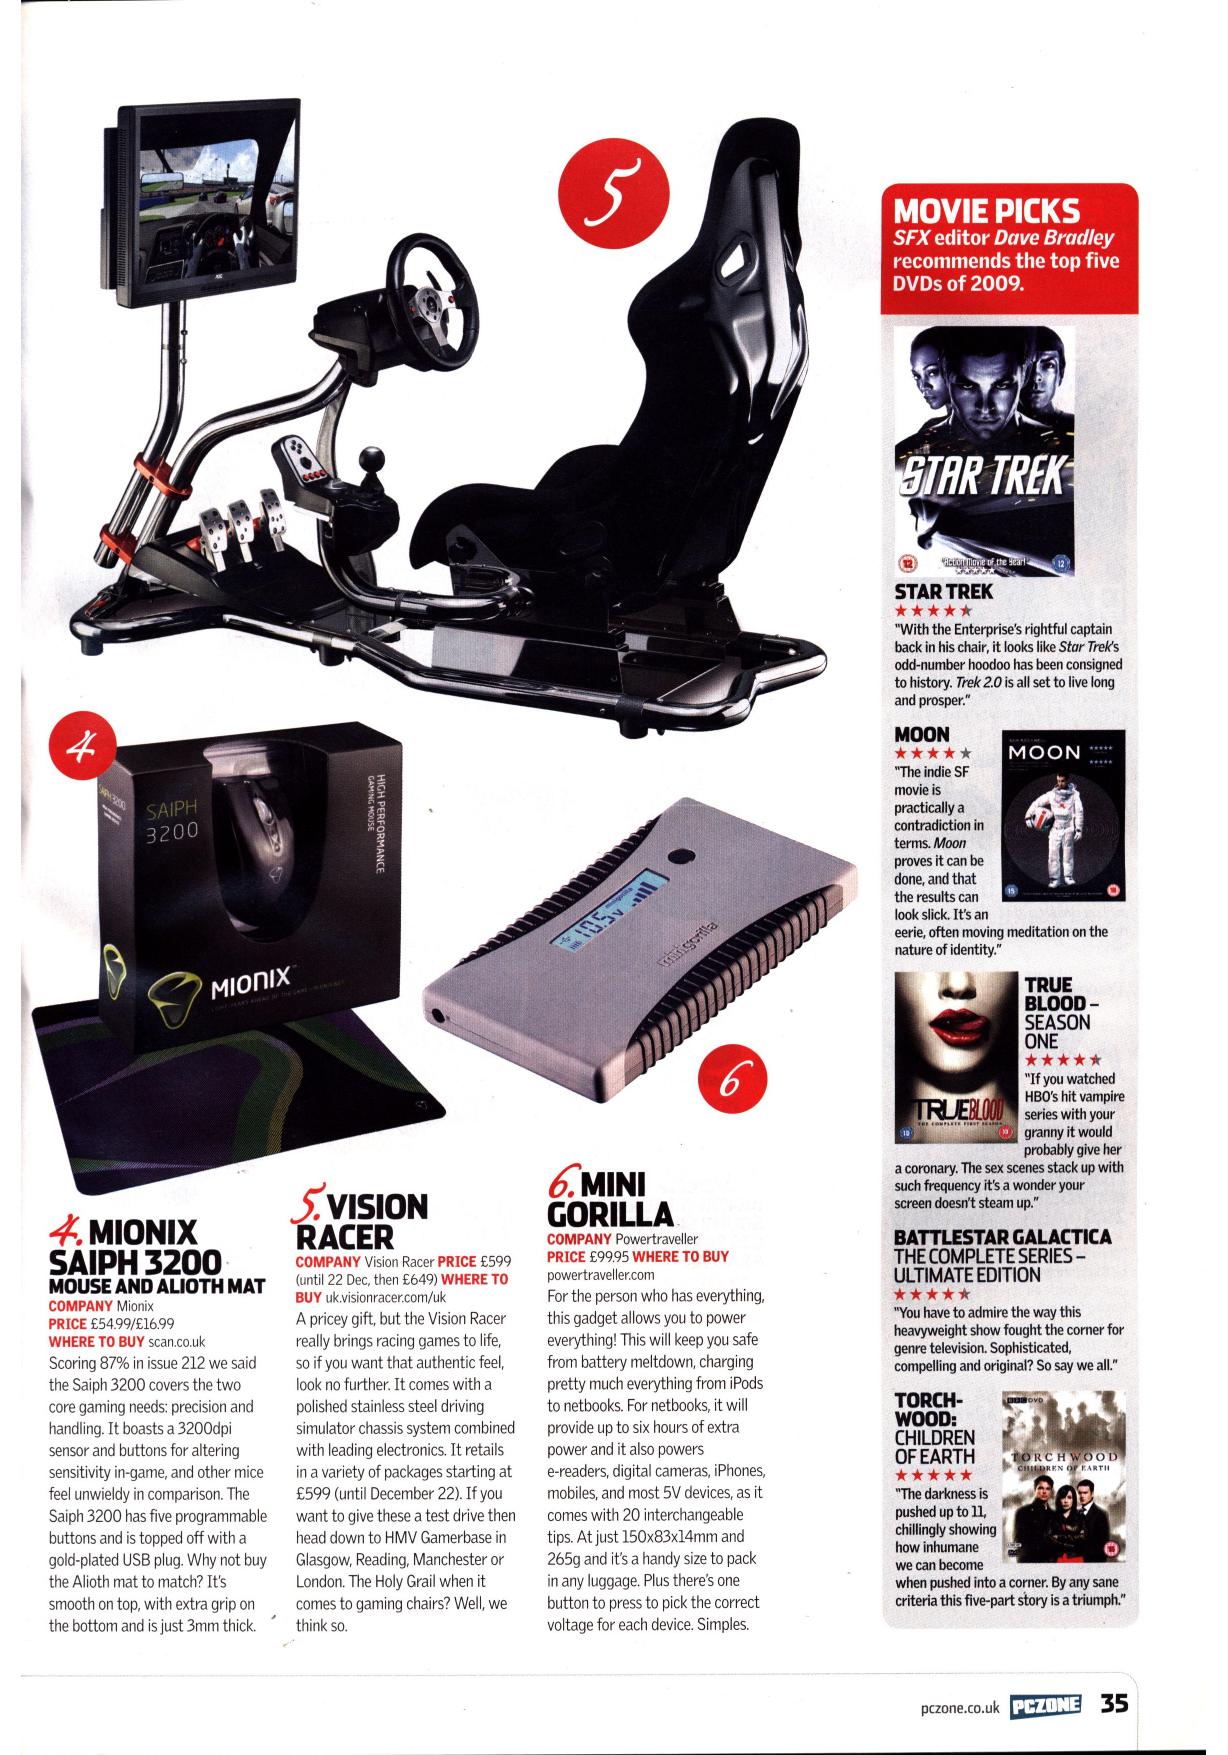 5
MOVIE PICKS
SFX editor Dave Bradley
recommends the top five
DVDs of 2009.
STAR TREK
12
"Action Movie of the Year!"
12
STAR TREK
"With the Enterprise's rightful captain
back in his chair, it looks like Star Trek's
odd-number hoodoo has been consigned
to history. Trek 2.0 is all set to live long
and prosper."
MOON
MOON
15
"The indie SF
movie is
practically a
contradiction in
terms. Moon
proves it can be
done, and that
the results can
look slick. It's an
eerie, often moving meditation on the
nature of identity."
TRUEBLOOD
THE COMPLETE FIRST SEASON
TRUE
BLOOD –
SEASON
ONE
"If you watched
HBO's hit vampire
series with your
granny it would
probably give her
a coronary. The sex scenes stack up with
such frequency it's a wonder your
screen doesn't steam up."
BATTLESTAR GALACTICA
THE COMPLETE SERIES –
ULTIMATE EDITION
"You have to admire the way this
heavyweight show fought the corner for
genre television. Sophisticated,
compelling and original? So say we all."
TORCH-
WOOD:
CHILDREN
OF EARTH
BBC DVD
TORCHWOOD
CHILDREN OF EARTH
"The darkness is
pushed up to 11,
chillingly showing
how inhumane
we can become
when pushed into a corner. By any sane
criteria this five-part story is a triumph."
4
SAIPH
3200
HIGH PERFORMANCE
GAMING MOUSE
MIONIX
10.5v
minigorilla
6
4. MIONIX
SAIPH 3200
MOUSE AND ALIOTH MAT
COMPANY Mionix
PRICE £54.99/£16.99
WHERE TO BUY scan.co.uk
Scoring 87% in issue 212 we said
the Saiph 3200 covers the two
core gaming needs: precision and
handling. It boasts a 3200dpi
sensor and buttons for altering
sensitivity in-game, and other mice
feel unwieldy in comparison. The
Saiph 3200 has five programmable
buttons and is topped off with a
gold-plated USB plug. Why not buy
the Alioth mat to match? It's
smooth on top, with extra grip on
the bottom and is just 3mm thick.
5. VISION
RACER
COMPANY Vision Racer PRICE £599
(until 22 Dec, then £649) WHERE TO
BUY uk.visionracer.com/uk
A pricey gift, but the Vision Racer
really brings racing games to life,
so if you want that authentic feel,
look no further. It comes with a
polished stainless steel driving
simulator chassis system combined
with leading electronics. It retails
in a variety of packages starting at
£599 (until December 22). If you
want to give these a test drive then
head down to HMV Gamerbase in
Glasgow, Reading, Manchester or
London. The Holy Grail when it
comes to gaming chairs? Well, we
think so.
6. MINI
GORILLA
COMPANY Powertraveller
PRICE £99.95 WHERE TO BUY
powertraveller.com
For the person who has everything,
this gadget allows you to power
everything! This will keep you safe
from battery meltdown, charging
pretty much everything from iPods
to netbooks. For netbooks, it will
provide up to six hours of extra
power and it also powers
e-readers, digital cameras, iPhones,
mobiles, and most 5V devices, as it
comes with 20 interchangeable
tips. At just 150x83x14mm and
265g and it's a handy size to pack
in any luggage. Plus there's one
button to press to pick the correct
voltage for each device. Simples.
pczone.co.uk PCZONE 35